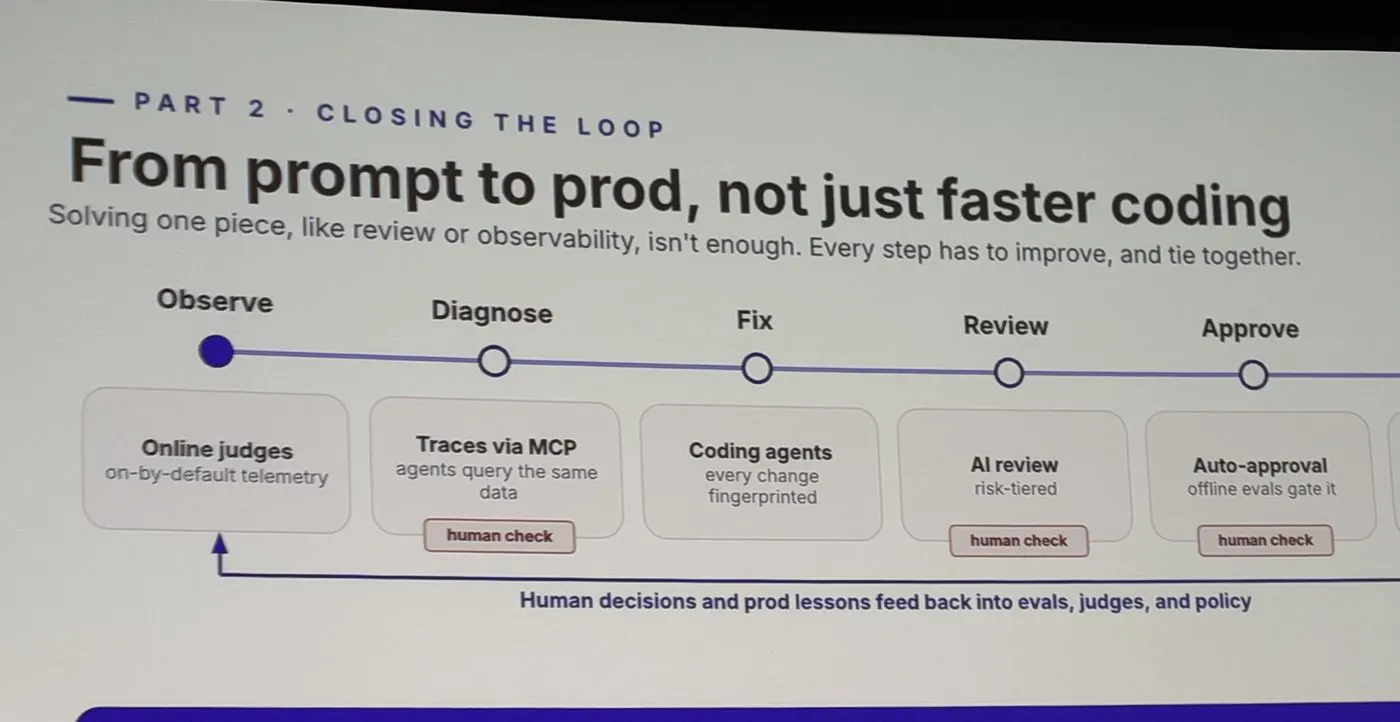 PART 2 · CLOSING THE LOOP
From prompt to prod, not just faster coding
Solving one piece, like review or observability, isn't enough. Every step has to improve, and tie together.
Observe
Diagnose
Fix
Review
Approve
Online judges
on-by-default telemetry
Traces via MCP
agents query the same
data
human check
Coding agents
every change
fingerprinted
AI review
risk-tiered
human check
Auto-approval
offline evals gate it
human check
Human decisions and prod lessons feed back into evals, judges, and policy